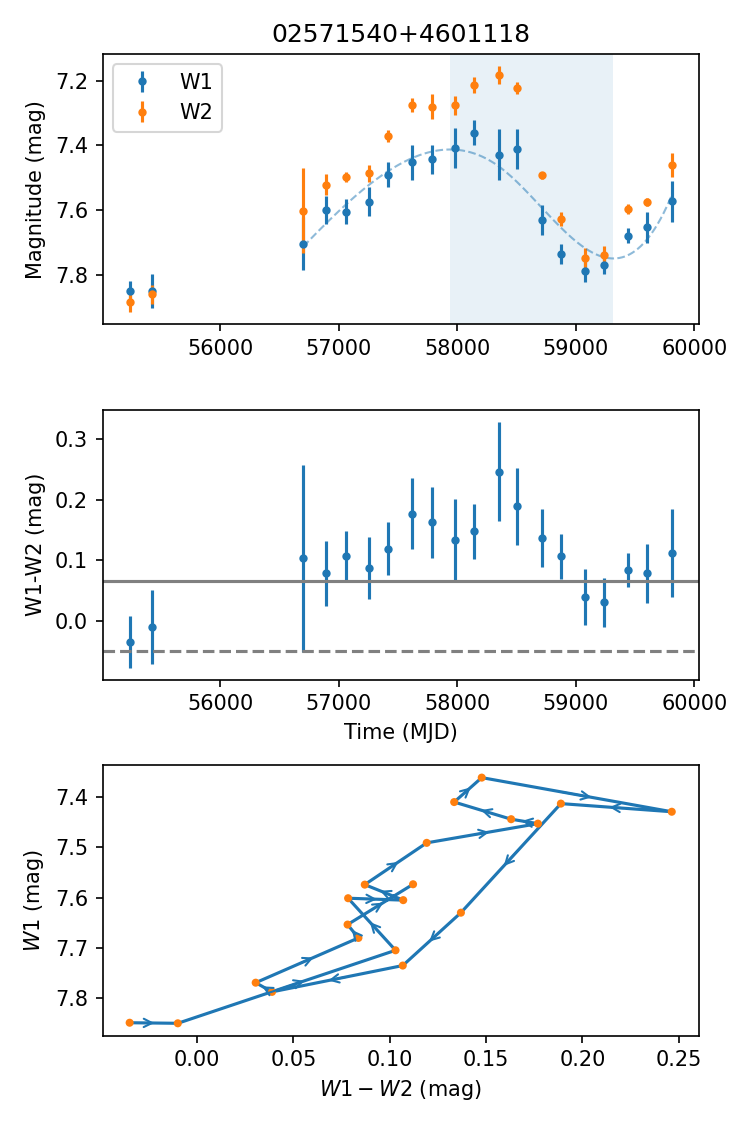 02571540+4601118
W1
W2
Magnitude (mag)
7.2
7.4
7.6
7.8
56000 57000 58000 59000 60000
W1-W2 (mag)
0.3
0.2
0.1
0.0
56000 57000 58000 59000 60000
Time (MJD)
W1 (mag)
7.4
7.5
7.6
7.7
7.8
0.00 0.05 0.10 0.15 0.20 0.25
W1 − W2 (mag)